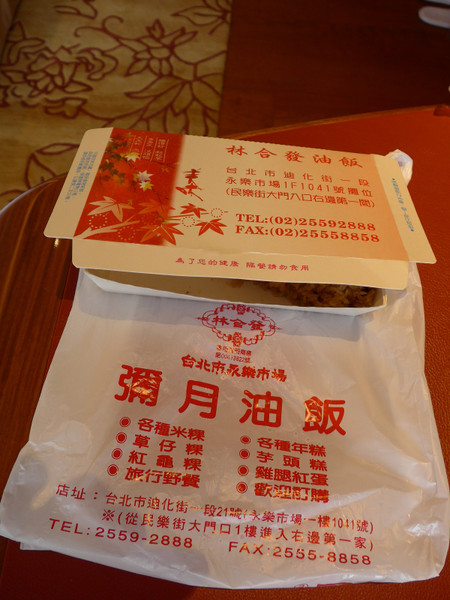 林合發油飯
台北市迪化街一段
永樂市場1F1041號攤位
(民樂街大門入口右邊第一間)
TEL:(02)25592888
FAX:(02)25558858
為了您的健康 隔餐請勿食用
林合發
台北市永樂市場
彌月油飯
各種米粿
草仔粿
紅龜粿
旅行野餐
各種年糕
芋頭糕
雞腿紅蛋
歡迎訂購
店址:台北市迪化街一段21號(永樂市場一樓1041號)
※(從民樂街大門口1樓進入右邊第一家)
TEL:2559-2888 FAX:2555-8858